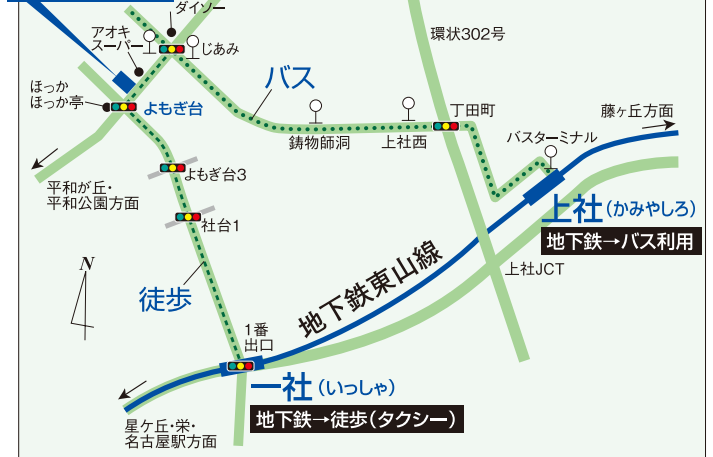 ダイソー
アオキ
スーパー
じあみ
環状302号
バス
ほっか
ほっか亭
よもぎ台
鋳物師洞
上社西
丁田町
藤ヶ丘方面
バスターミナル
平和が丘・
平和公園方面
よもぎ台3
社台1
上社(かみやしろ)
地下鉄→バス利用
N
徒歩
地下鉄東山線
上社JCT
1番
出口
一社(いっしゃ)
地下鉄→徒歩(タクシー)
星ケ丘・栄・
名古屋駅方面